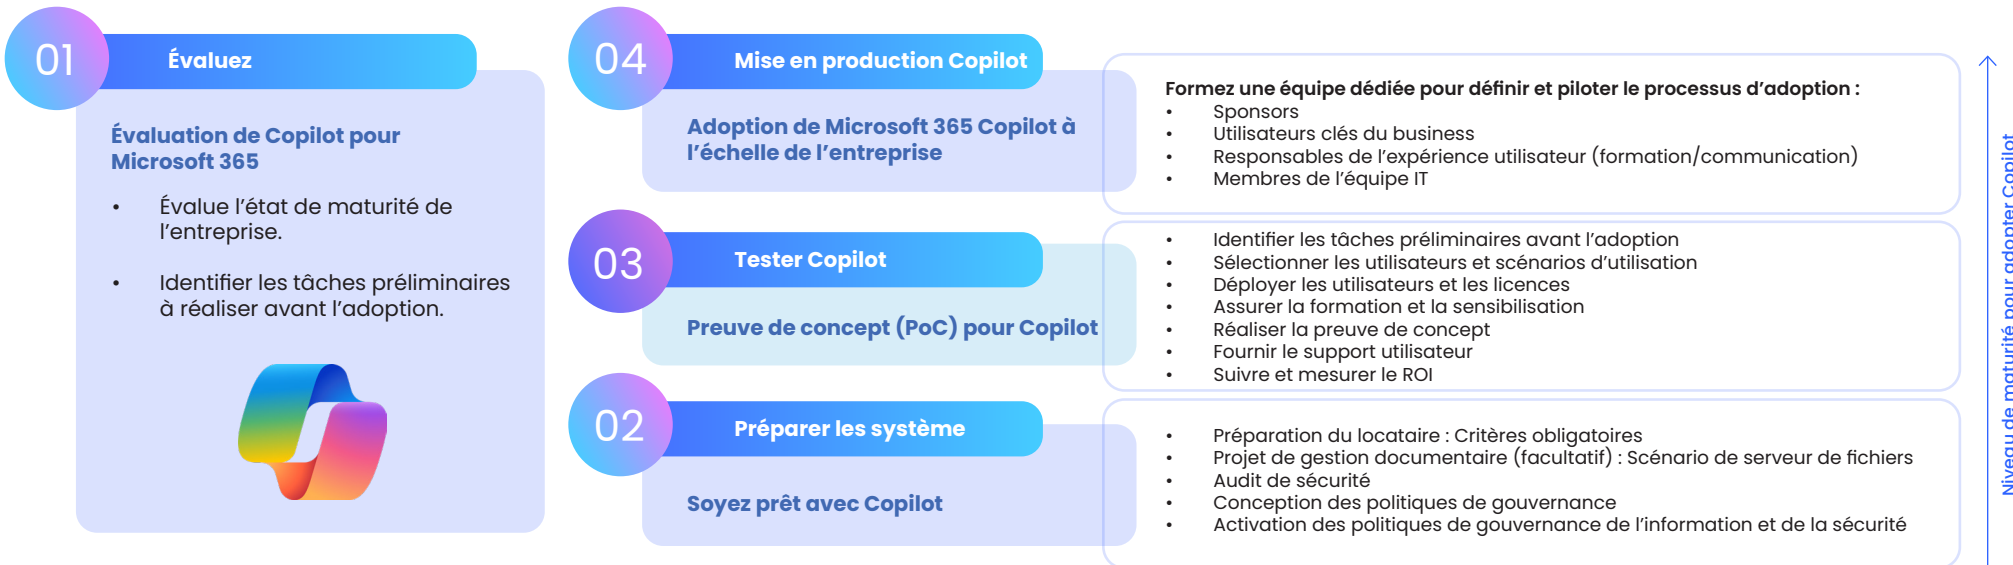 01
Évaluez
Évaluation de Copilot pour
Microsoft 365
• Évalue l’état de maturité de
l’entreprise.
• Identifier les tâches préliminaires
à réaliser avant l’adoption.
04
Mise en production Copilot
Adoption de Microsoft 365 Copilot à
l’échelle de l’entreprise
Formez une équipe dédiée pour définir et piloter le processus d’adoption :
• Sponsors
• Utilisateurs clés du business
• Responsables de l’expérience utilisateur (formation/communication)
• Membres de l’équipe IT
03
Tester Copilot
Preuve de concept (PoC) pour Copilot
• Identifier les tâches préliminaires avant l’adoption
• Sélectionner les utilisateurs et scénarios d’utilisation
• Déployer les utilisateurs et les licences
• Assurer la formation et la sensibilisation
• Réaliser la preuve de concept
• Fournir le support utilisateur
• Suivre et mesurer le ROI
02
Préparer les système
Soyez prêt avec Copilot
• Préparation du locataire : Critères obligatoires
• Projet de gestion documentaire (facultatif) : Scénario de serveur de fichiers
• Audit de sécurité
• Conception des politiques de gouvernance
• Activation des politiques de gouvernance de l’information et de la sécurité
Niveau de maturité pour adopter Copilot